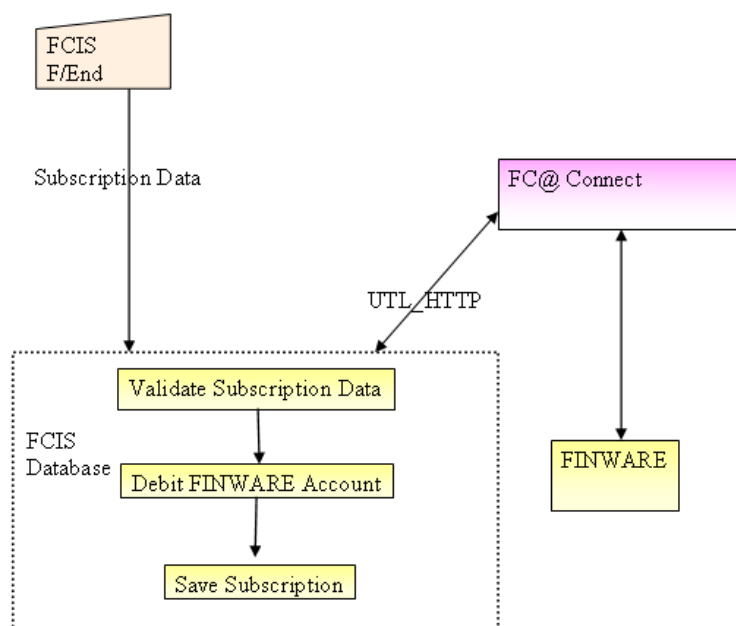 FCIS
F/End
Subscription Data
FC@ Connect
UTL_HTTP
Validate Subscription Data
FCIS
Database
Debit FINWARE Account
FINWARE
Save Subscription